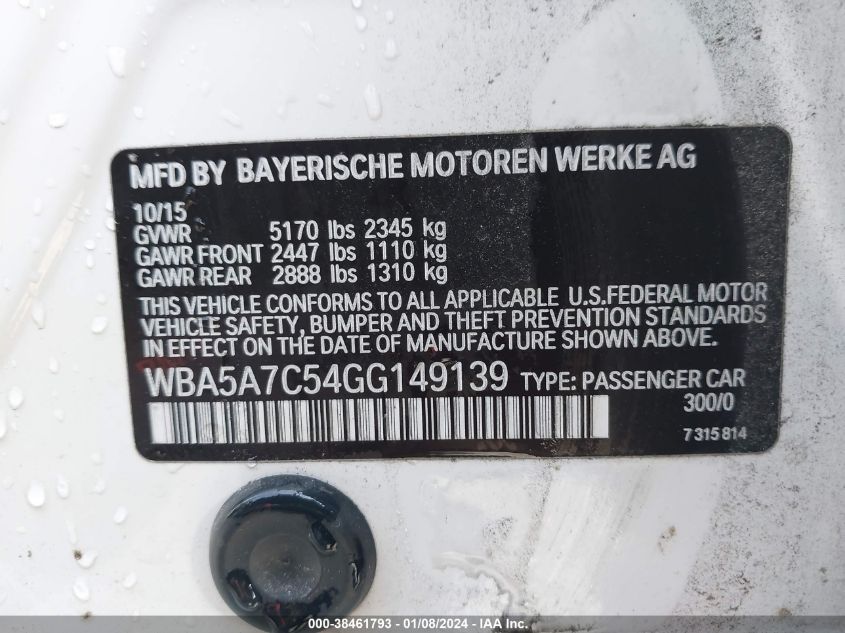 MFD BY BAYERISCHE MOTOREN WERKE AG
10/15
GVWR 5170 lbs 2345 kg
GAWR FRONT 2447 lbs 1110 kg
GAWR REAR 2888 lbs 1310 kg
THIS VEHICLE CONFORMS TO ALL APPLICABLE U.S.FEDERAL MOTOR
VEHICLE SAFETY, BUMPER AND THEFT PREVENTION STANDARDS
IN EFFECT ON THE DATE OF MANUFACTURE SHOWN ABOVE.
WBA5A7C54GG149139 TYPE: PASSENGER CAR
300/0
7 315 814
000-38461793 - 01/08/2024 - IAA Inc.